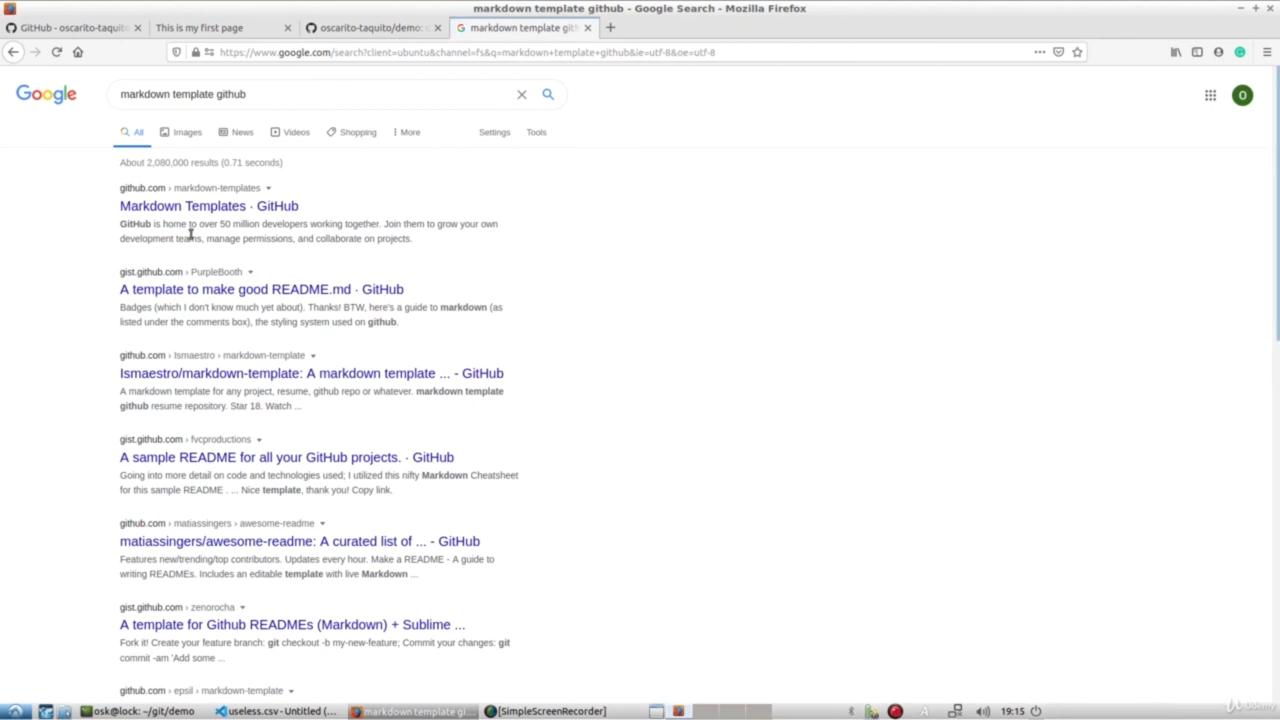 markdown template github - Google Search - Mozilla Firefox
GitHub - oscarito-taquito
This is my first page
oscarito-taquito/demo:
markdown template gith
https://www.google.com/search?client=ubuntu&channel=fs&q=markdown+template+github&ie=utf-8&oe=utf-8
Google
markdown template github
O
All
Images
News
Videos
Shopping
More
Settings
Tools
About 2,080,000 results (0.71 seconds)
github.com › markdown-templates
Markdown Templates · GitHub
GitHub is home to over 50 million developers working together. Join them to grow your own
development teams, manage permissions, and collaborate on projects.
gist.github.com › PurpleBooth
A template to make good README.md · GitHub
Badges (which I don't know much yet about). Thanks! BTW, here's a guide to markdown (as
listed under the comments box), the styling system used on github.
github.com › Ismaestro › markdown-template
Ismaestro/markdown-template: A markdown template ... - GitHub
A markdown template for any project, resume, github repo or whatever. markdown template
github resume repository. Star 18. Watch ...
gist.github.com › fvcproductions
A sample README for all your GitHub projects. · GitHub
Going into more detail on code and technologies used; I utilized this nifty Markdown Cheatsheet
for this sample README . ... Nice template, thank you! Copy link.
github.com › matiassingers › awesome-readme
matiassingers/awesome-readme: A curated list of ... - GitHub
Features new/trending/top contributors. Updates every hour. Make a README - A guide to
writing READMEs. Includes an editable template with live Markdown ...
gist.github.com › zenorocha
A template for Github READMEs (Markdown) + Sublime ...
Fork it! Create your feature branch: git checkout -b my-new-feature; Commit your changes: git
commit -am 'Add some ...
github.com › epsil › markdown-template
osk@lock: ~/git/demo
useless.csv - Untitled (...
markdown template gi...
[SimpleScreenRecorder]
19:15
Udemy